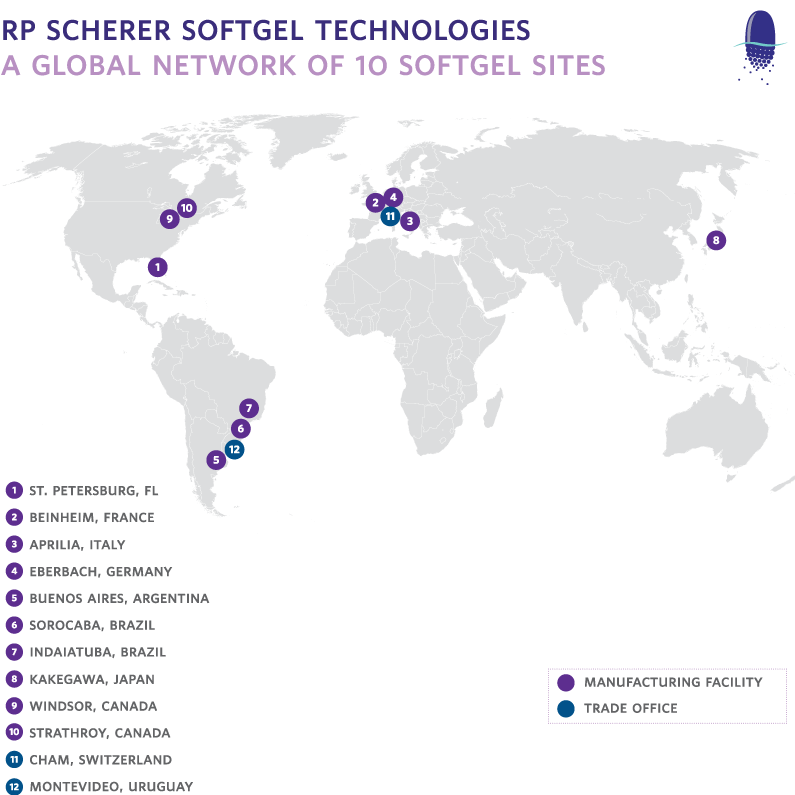 RP SCHERER SOFTGEL TECHNOLOGIES
A GLOBAL NETWORK OF 10 SOFTGEL SITES
10
9
1
2
4
11
3
8
7
6
12
5
1 ST. PETERSBURG, FL
2 BEINHEIM, FRANCE
3 APRILIA, ITALY
4 EBERBACH, GERMANY
5 BUENOS AIRES, ARGENTINA
6 SOROCABA, BRAZIL
7 INDAIATUBA, BRAZIL
8 KAKEGAWA, JAPAN
9 WINDSOR, CANADA
10 STRATHROY, CANADA
11 CHAM, SWITZERLAND
12 MONTEVIDEO, URUGUAY
MANUFACTURING FACILITY
TRADE OFFICE